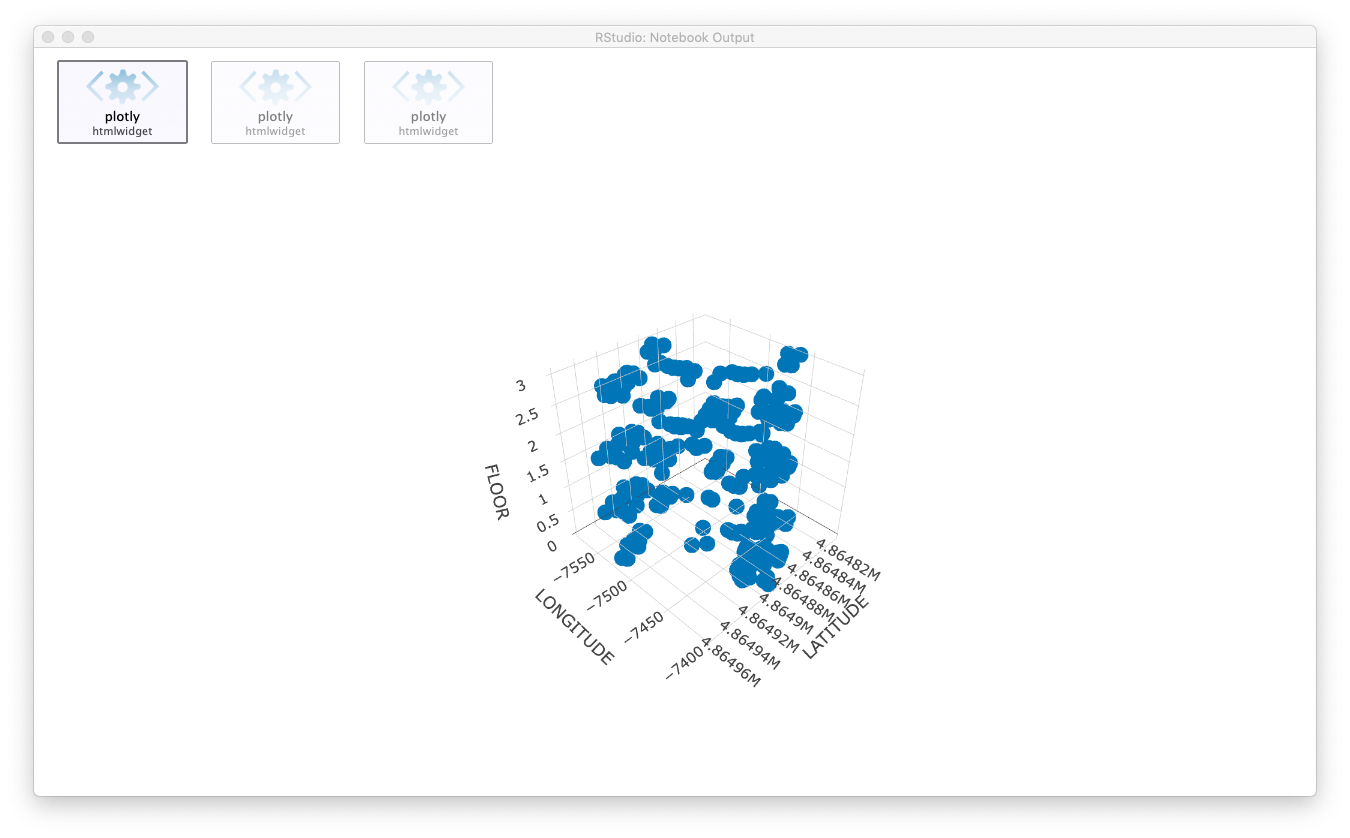 RStudio: Notebook Output
plotly
htmlwidget
plotly
htmlwidget
plotly
htmlwidget
3
2.5
2
1.5
1
0.5
0
FLOOR
−7550
−7500
−7450
−7400
LONGITUDE
4.86482M
4.86484M
4.86486M
4.86488M
4.8649M
4.86492M
4.86494M
4.86496M
LATITUDE